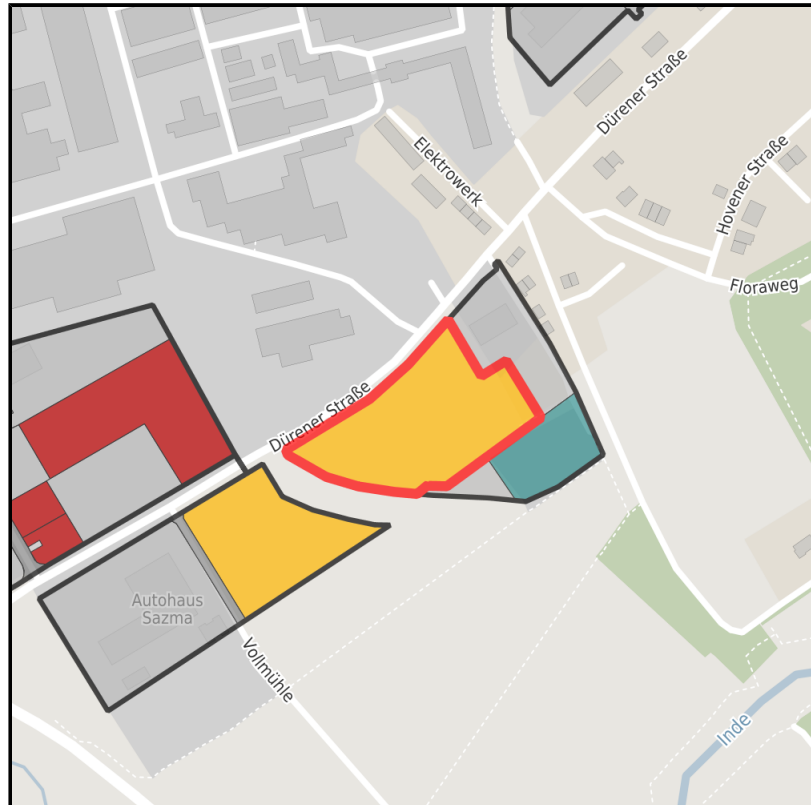 Dürener Straße
Elektrowerk
Hovener Straße
Floraweg
Dürener Straße
Autohaus
Sazma
Vollmühle
Inde